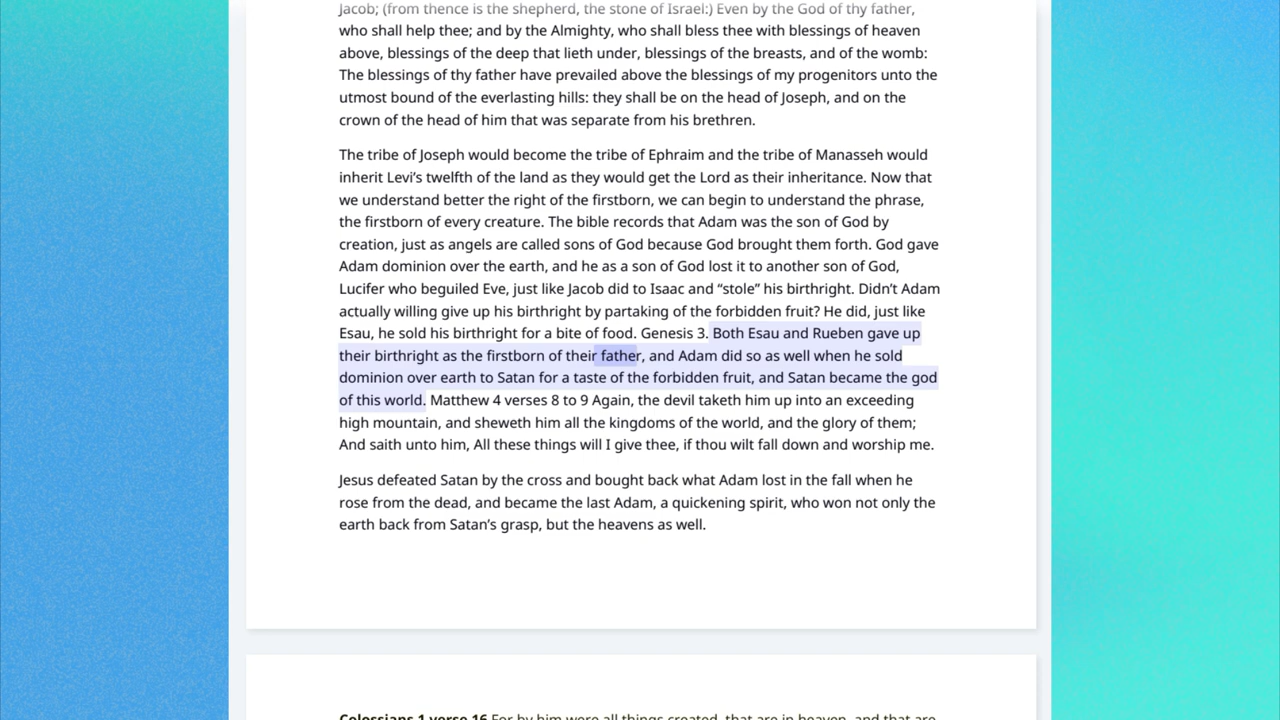 Jacob; (from thence is the shepherd, the stone of Israel:) Even by the God of thy father,
who shall help thee; and by the Almighty, who shall bless thee with blessings of heaven
above, blessings of the deep that lieth under, blessings of the breasts, and of the womb:
The blessings of thy father have prevailed above the blessings of my progenitors unto the
utmost bound of the everlasting hills: they shall be on the head of Joseph, and on the
crown of the head of him that was separate from his brethren.
The tribe of Joseph would become the tribe of Ephraim and the tribe of Manasseh would
inherit Levi’s twelfth of the land as they would get the Lord as their inheritance. Now that
we understand better the right of the firstborn, we can begin to understand the phrase,
the firstborn of every creature. The bible records that Adam was the son of God by
creation, just as angels are called sons of God because God brought them forth. God gave
Adam dominion over the earth, and he as a son of God lost it to another son of God,
Lucifer who beguiled Eve, just like Jacob did to Isaac and “stole” his birthright. Didn’t Adam
actually willing give up his birthright by partaking of the forbidden fruit? He did, just like
Esau, he sold his birthright for a bite of food. Genesis 3. Both Esau and Rueben gave up
their birthright as the firstborn of their father, and Adam did so as well when he sold
dominion over earth to Satan for a taste of the forbidden fruit, and Satan became the god
of this world. Matthew 4 verses 8 to 9 Again, the devil taketh him up into an exceeding
high mountain, and sheweth him all the kingdoms of the world, and the glory of them;
And saith unto him, All these things will I give thee, if thou wilt fall down and worship me.
Jesus defeated Satan by the cross and bought back what Adam lost in the fall when he
rose from the dead, and became the last Adam, a quickening spirit, who won not only the
earth back from Satan’s grasp, but the heavens as well.
Colossians 1 verse 16 For by him were all things created, that are in heaven, and that are